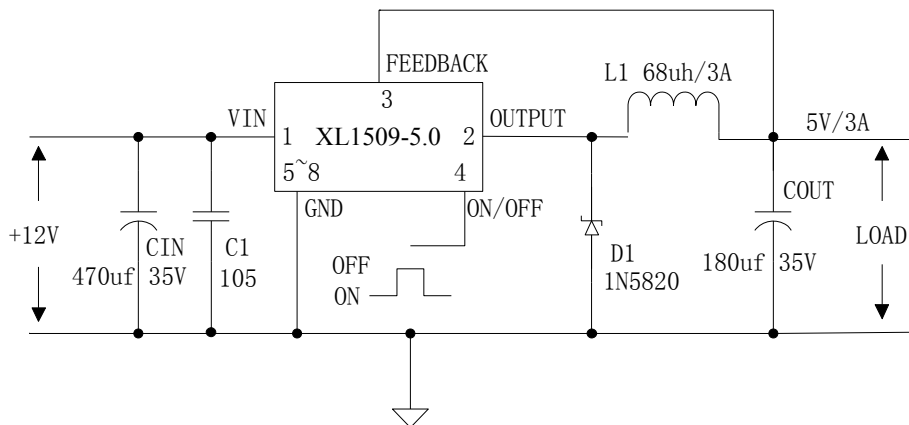 FEEDBACK
L1 68uh/3A
3
VIN
OUTPUT
5V/3A
1 XL1509-5.0 2
5~8
4
GND
ON/OFF
COUT
+12V
CIN
C1
OFF
D1
LOAD
470uf 35V
105
ON
1N5820
180uf 35V